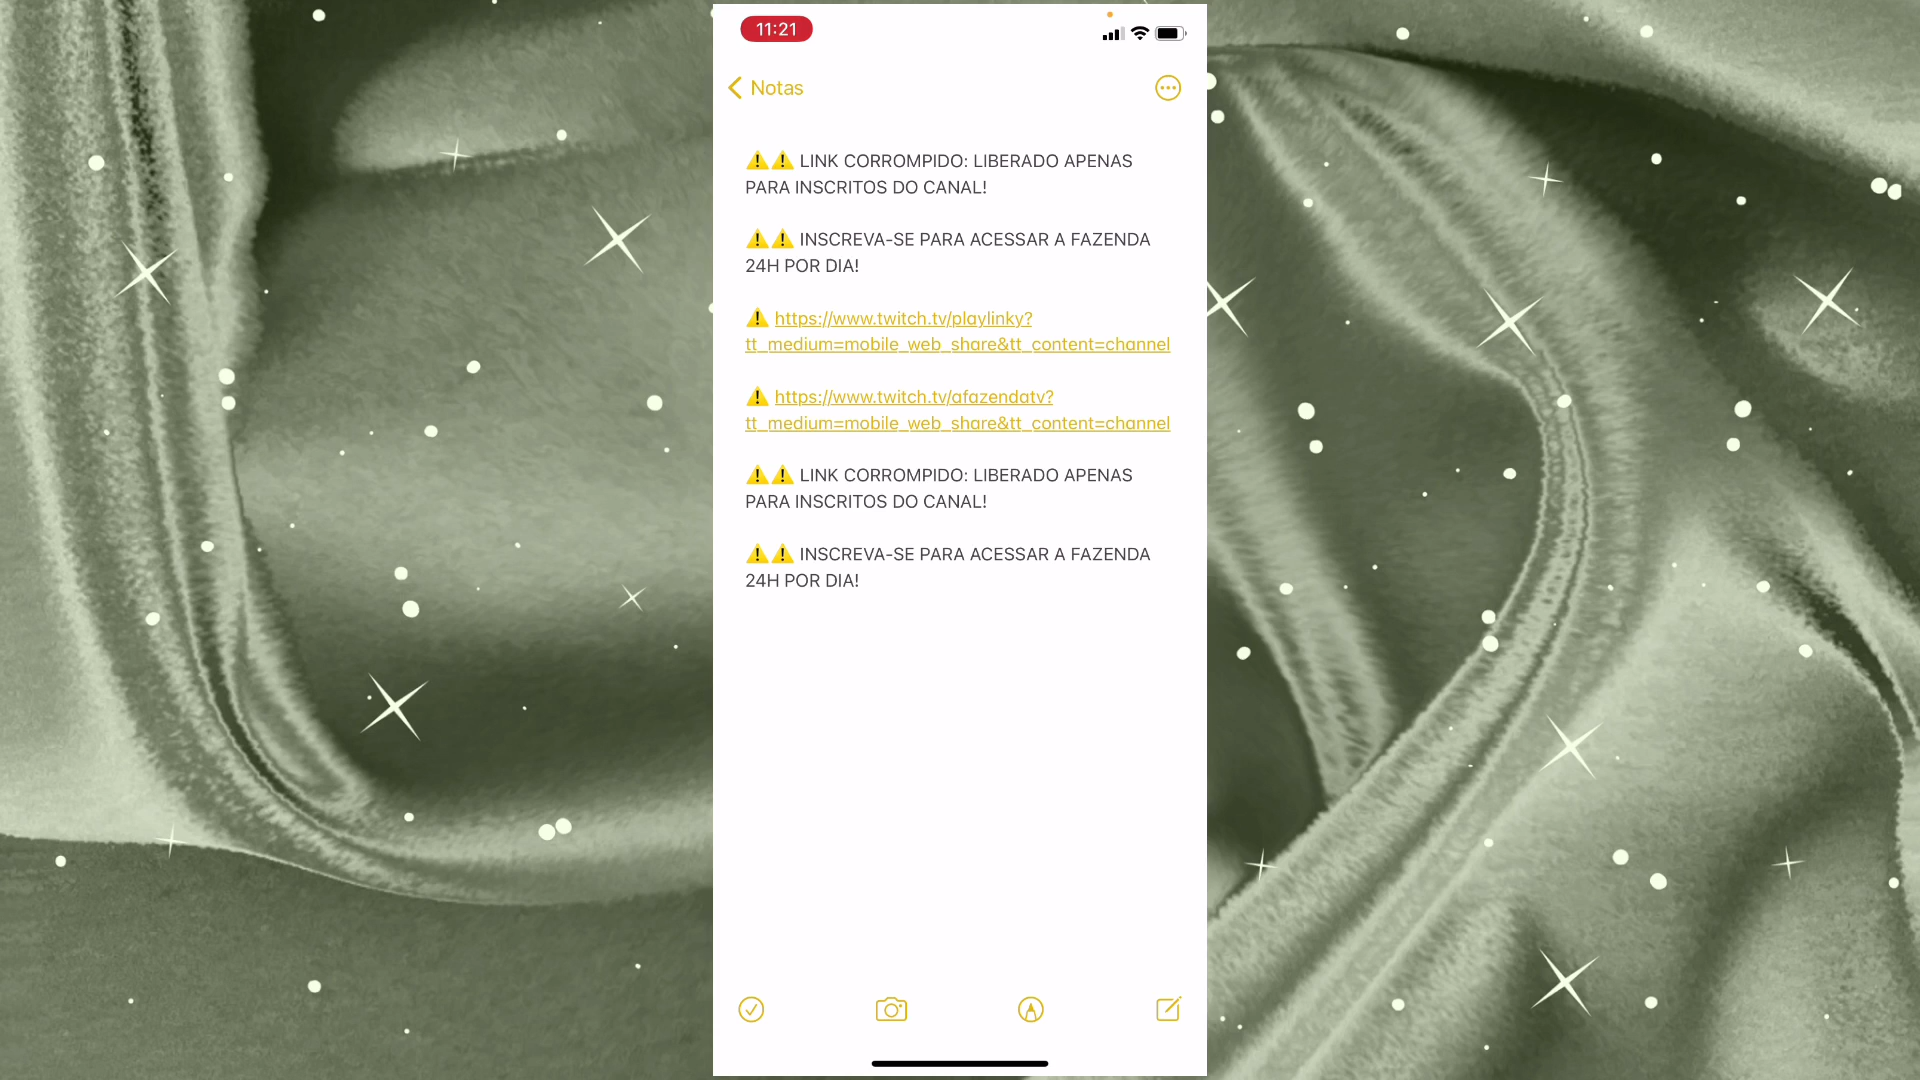 11:21
Notas
⚠️⚠️ LINK CORROMPIDO: LIBERADO APENAS
PARA INSCRITOS DO CANAL!
⚠️⚠️ INSCREVA-SE PARA ACESSAR A FAZENDA
24H POR DIA!
⚠️ https://www.twitch.tv/playlinky?
tt_medium=mobile_web_share&tt_content=channel
⚠️ https://www.twitch.tv/afazendatv?
tt_medium=mobile_web_share&tt_content=channel
⚠️⚠️ LINK CORROMPIDO: LIBERADO APENAS
PARA INSCRITOS DO CANAL!
⚠️⚠️ INSCREVA-SE PARA ACESSAR A FAZENDA
24H POR DIA!